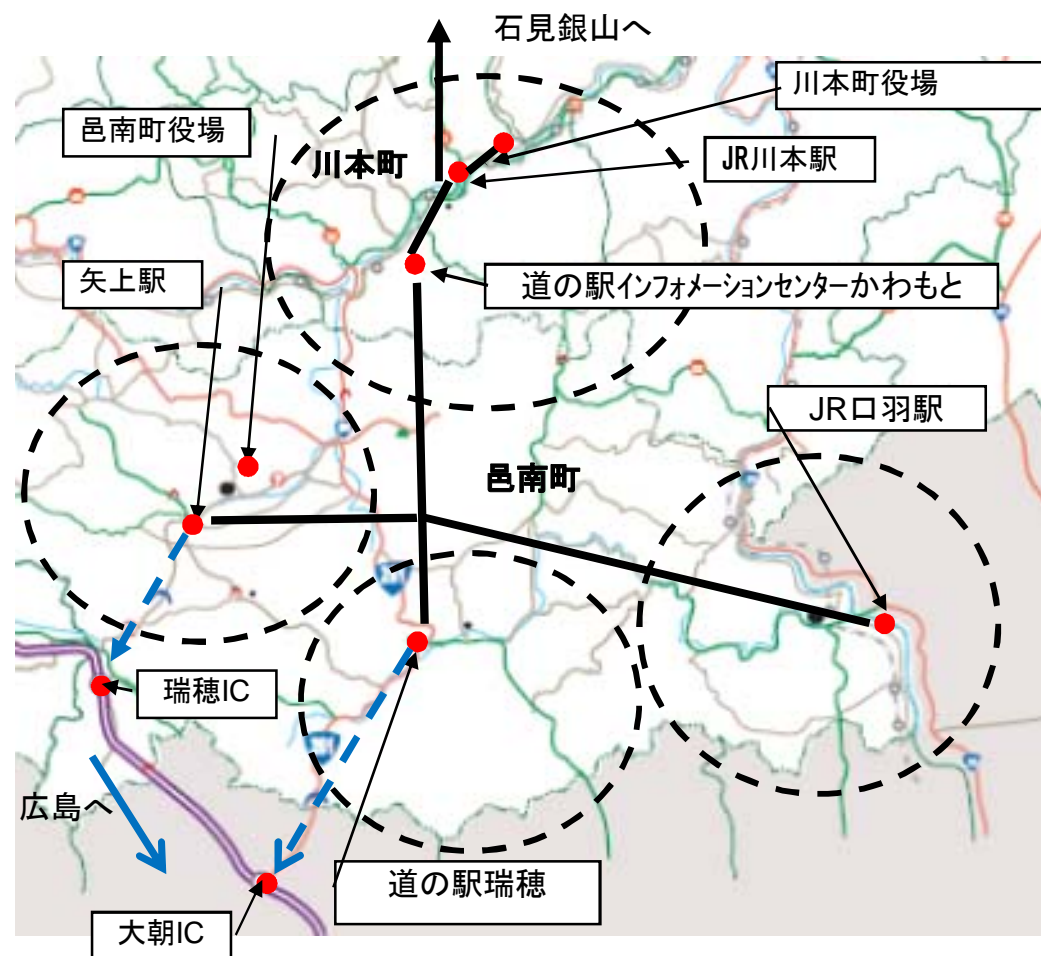 石見銀山へ
川本町役場
邑南町役場
川本町
JR川本駅
矢上駅
道の駅インフォメーションセンターかわもと
JR口羽駅
邑南町
瑞穂IC
広島へ
道の駅瑞穂
大朝IC